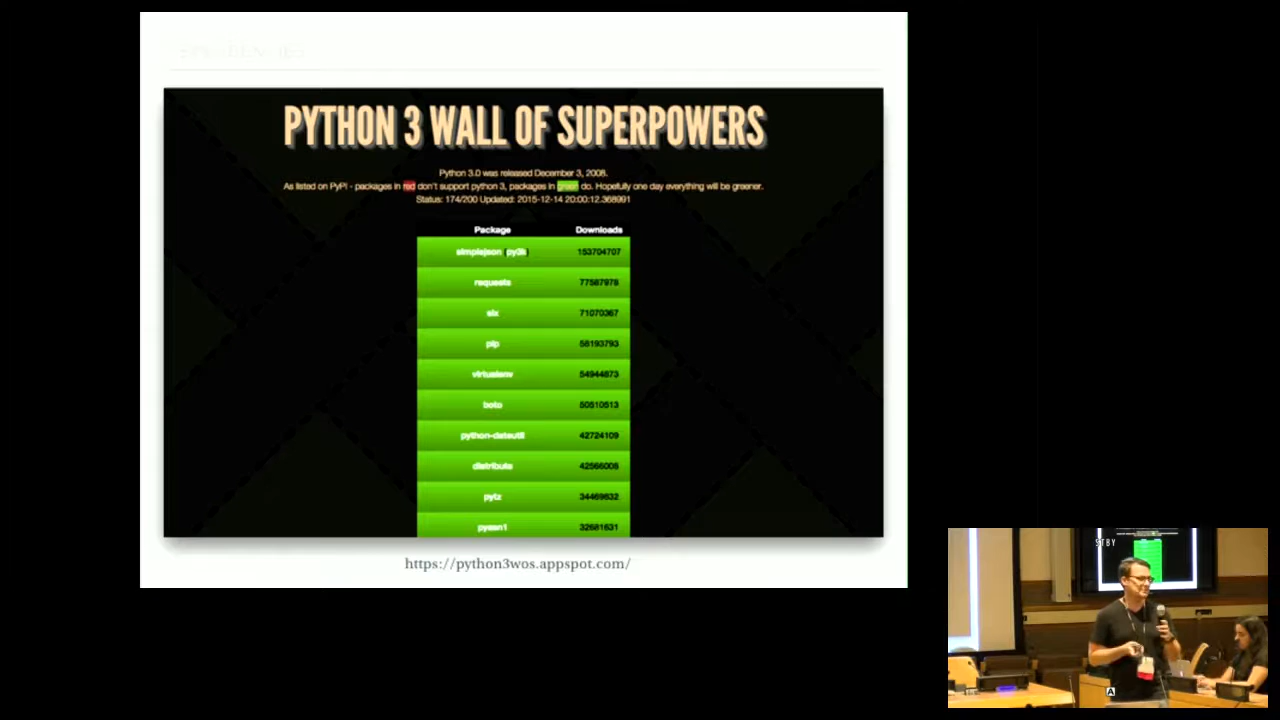 PYTHON 3 WALL OF SUPERPOWERS
Python 3.0 was released December 3, 2008.
As listed on PyPI - packages in red don't support python 3, packages in green do. Hopefully one day everything will be greener.
Status: 174/200 Updated: 2015-12-14 20:00:12.368991
Package Downloads
simplejson (py3k) 153704707
requests 77587978
six 71070367
pip 56193793
virtualenv 54944873
boto 50510513
python-dateutil 42724109
distribute 42566006
pytz 34469632
pyasn1 32681631
https://python3wos.appspot.com/
STBY
A